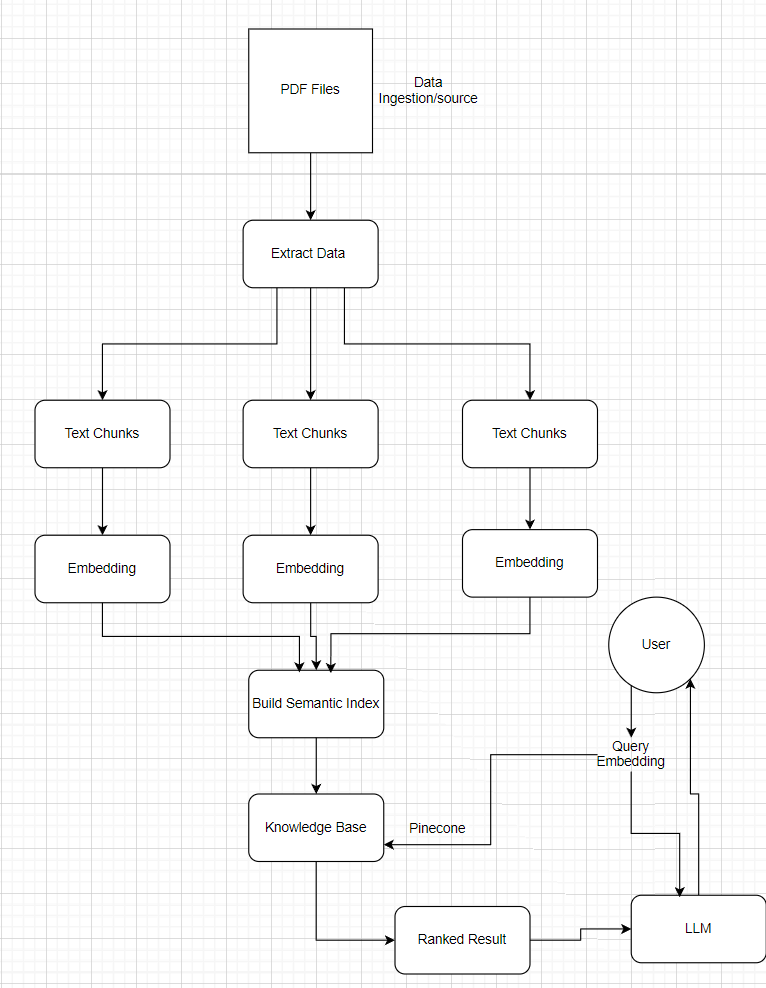 PDF Files
Data
Ingestion/source
Extract Data
Text Chunks
Text Chunks
Text Chunks
Embedding
Embedding
Embedding
User
Build Semantic Index
Query
Embedding
Knowledge Base
Pinecone
Ranked Result
LLM